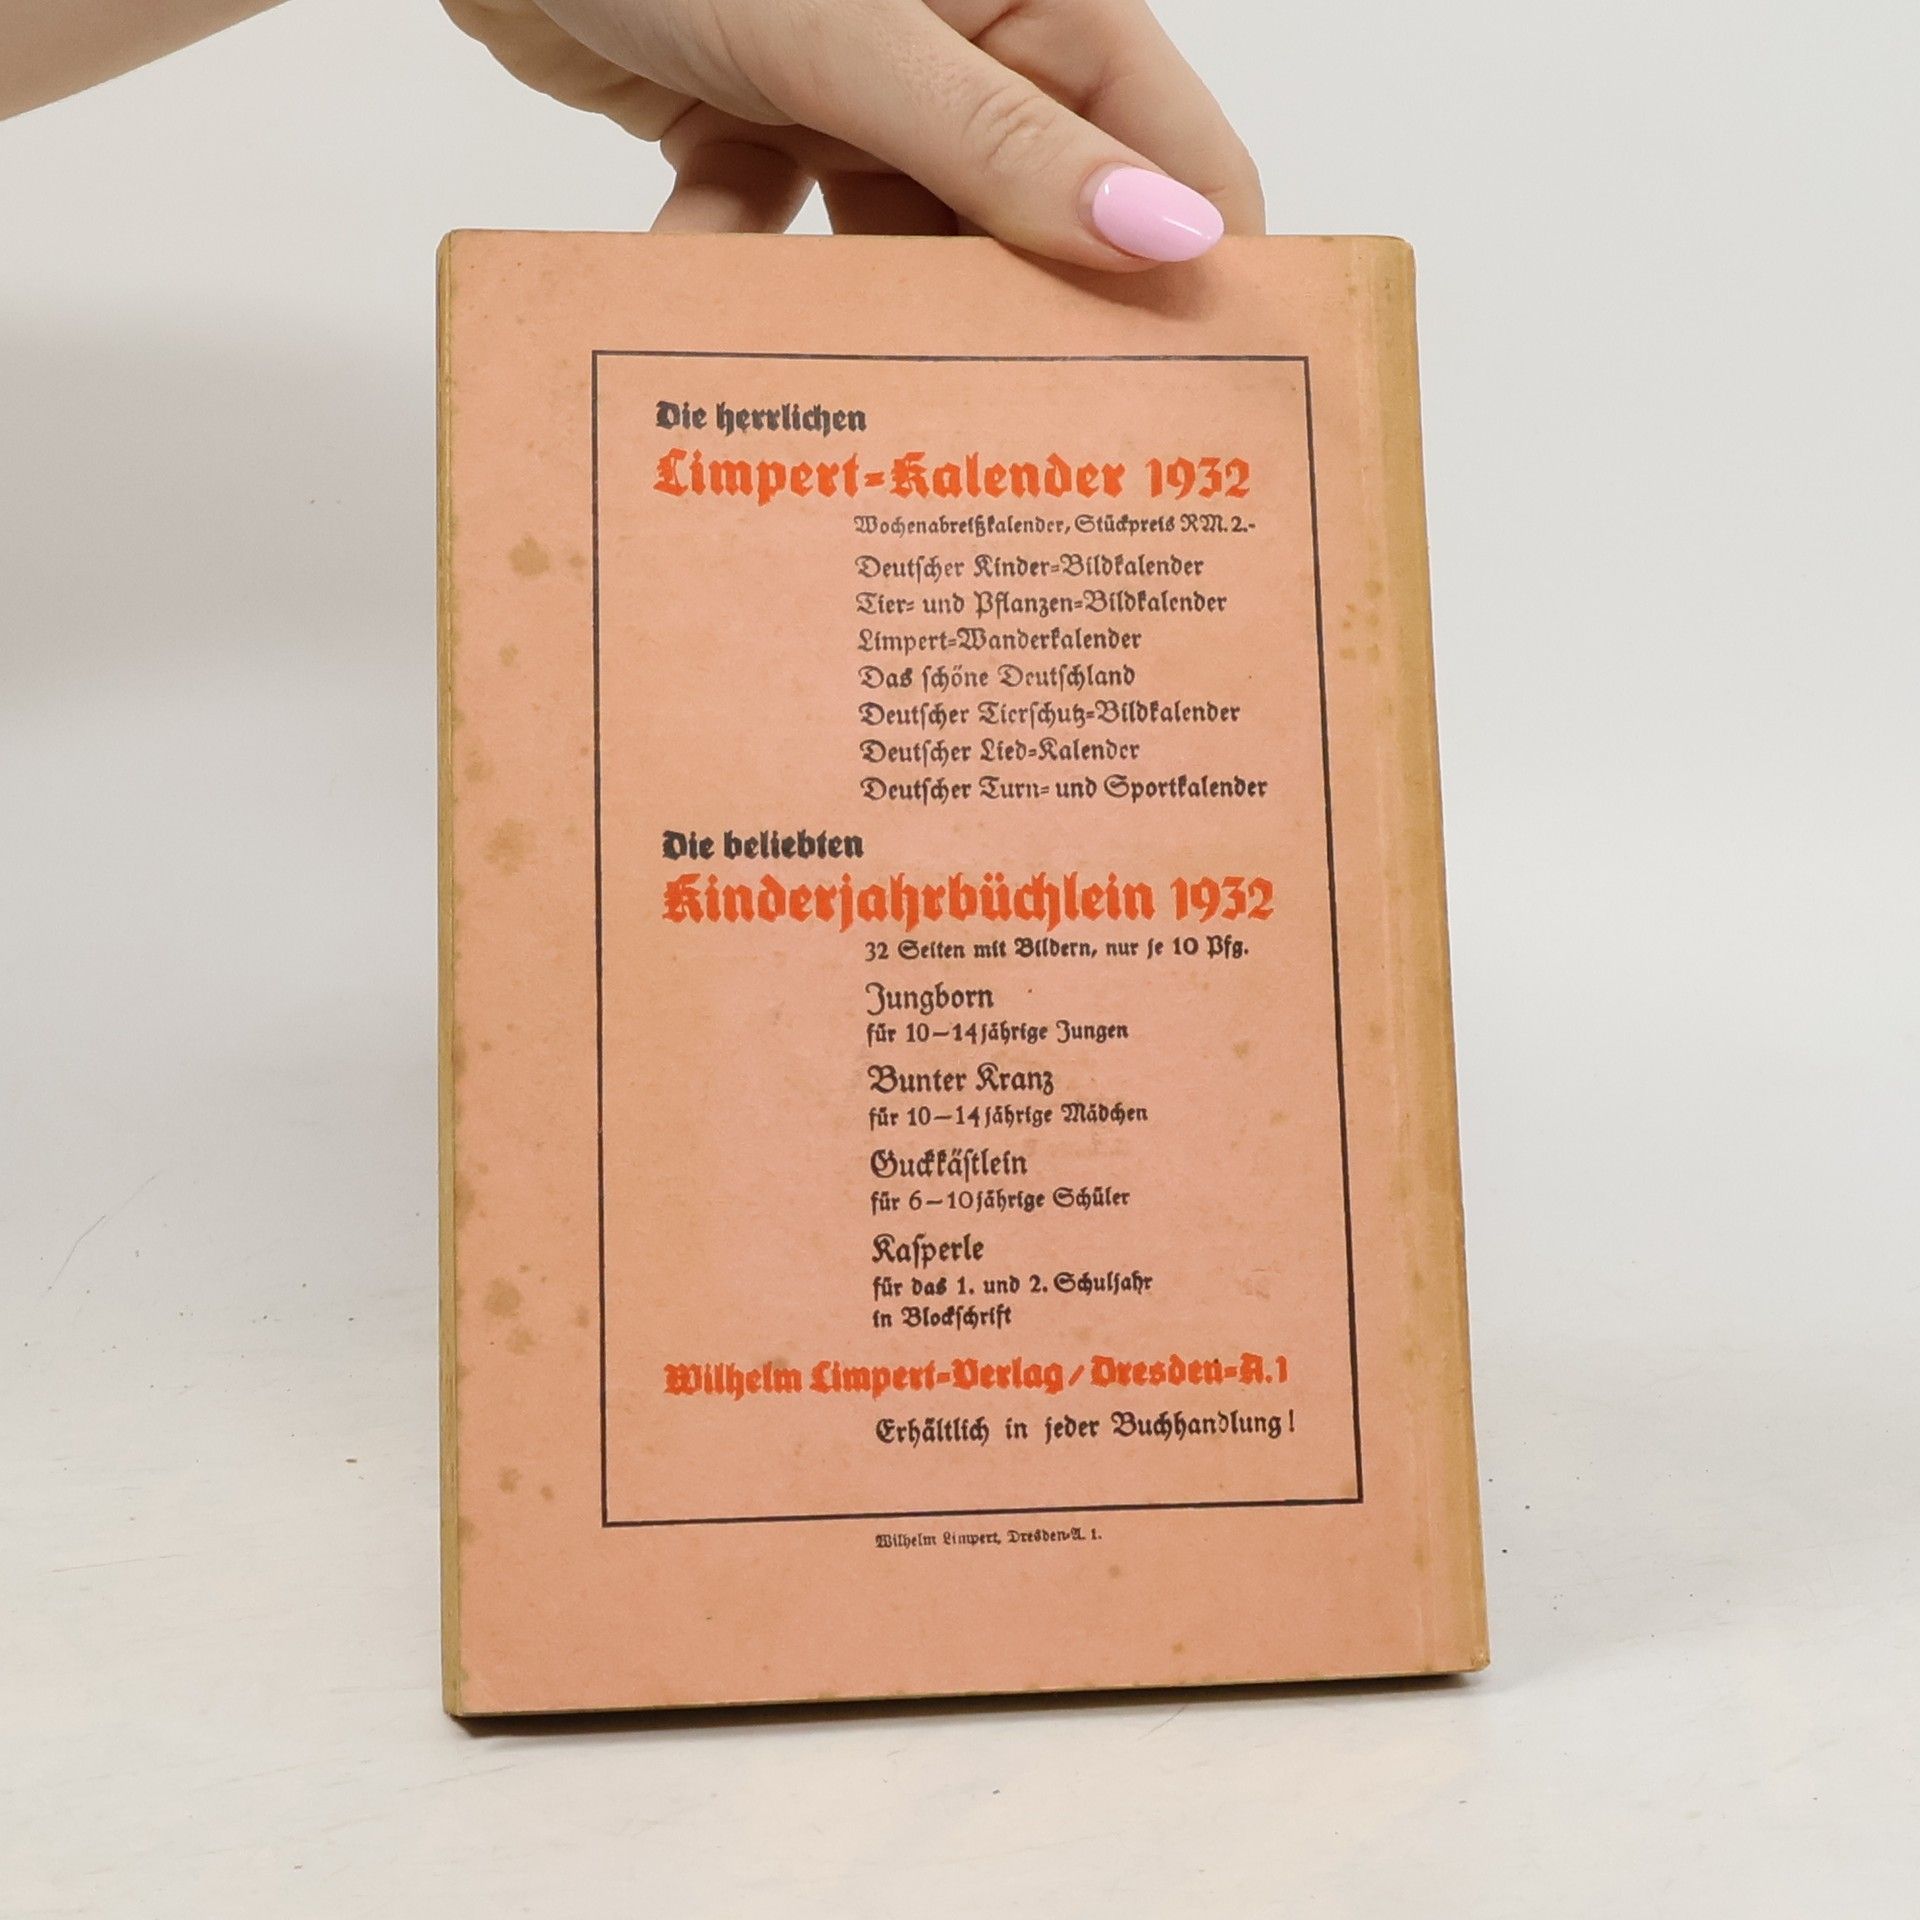 Die herrlichen
Limpert-Kalender 1932
Wochenabreißkalender, Stückpreis RM. 2.-
Deutscher Kinder-Bildkalender
Tier- und Pflanzen-Bildkalender
Limpert-Wanderkalender
Das schöne Deutschland
Deutscher Tierschutz-Bildkalender
Deutscher Lied-Kalender
Deutscher Turn- und Sportkalender
Die beliebten
Kinderjahrbüchlein 1932
32 Seiten mit Bildern, nur je 10 Pfg.
Jungborn
für 10–14jährige Jungen
Bunter Kranz
für 10–14jährige Mädchen
Guckkästlein
für 6–10jährige Schüler
Kasperle
für das 1. und 2. Schuljahr
in Blockschrift
Wilhelm Limpert-Verlag / Dresden-A. 1
Erhältlich in jeder Buchhandlung!
Wilhelm Limpert, Dresden-A. 1.